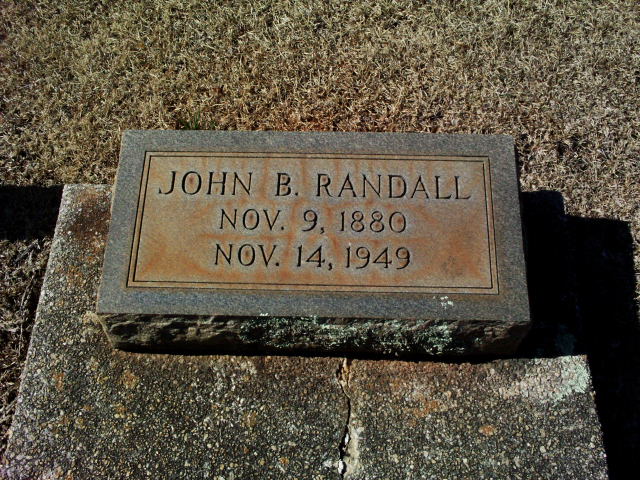 JOHN B. RANDALL
NOV. 9, 1880
NOV. 14, 1949